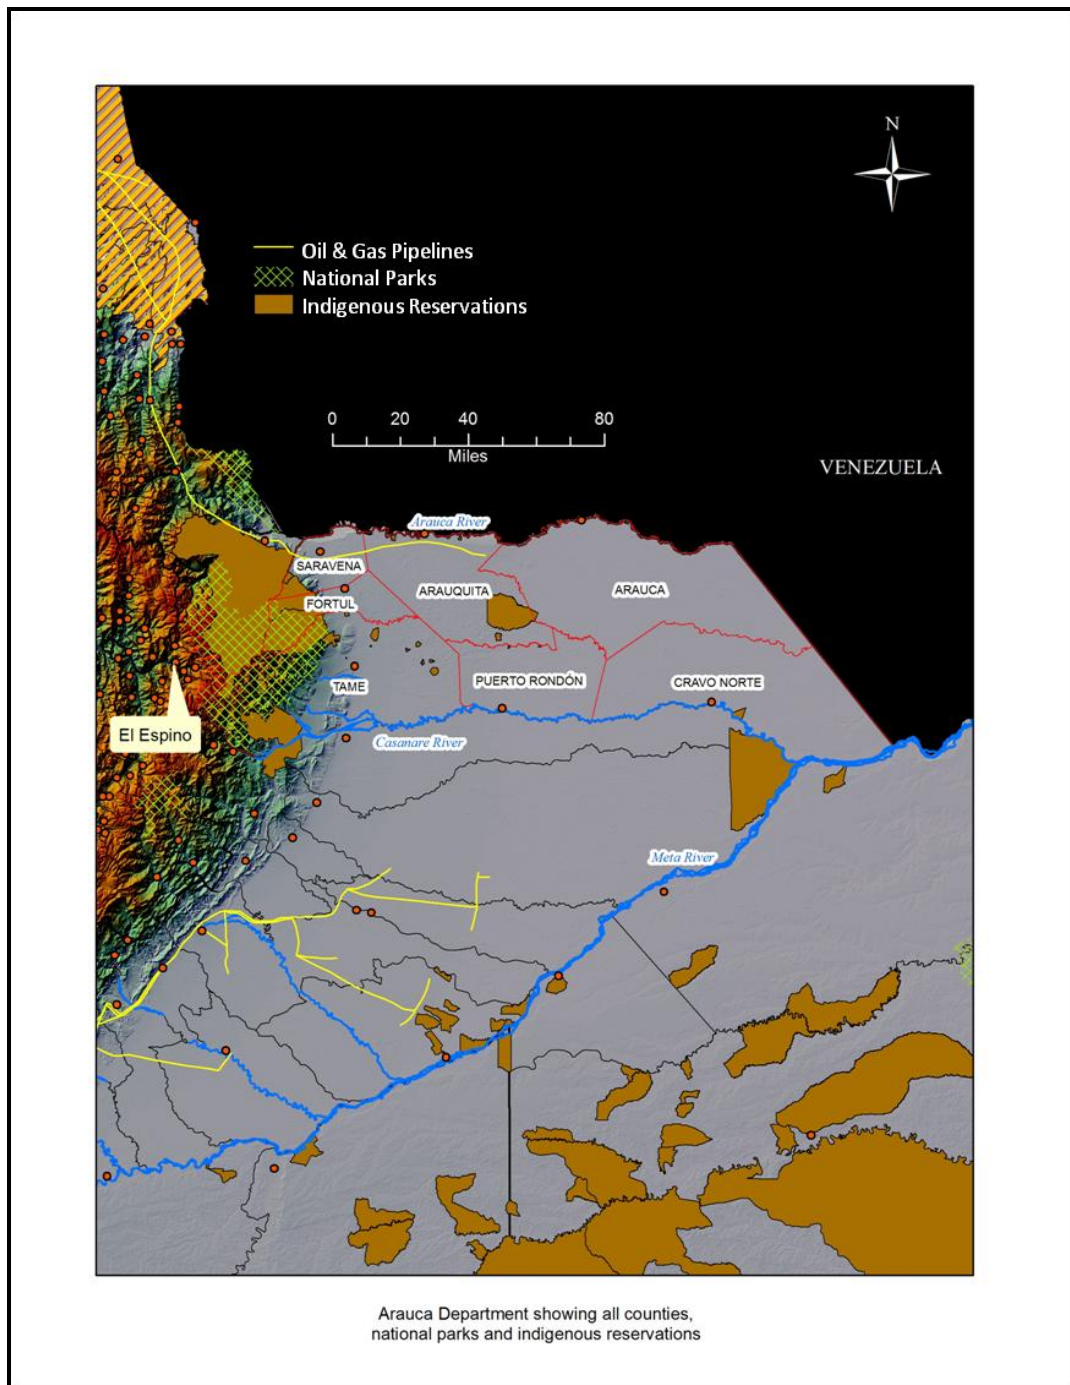 N
Oil & Gas Pipelines
National Parks
Indigenous Reservations
0 20 40 80
Miles
VENEZUELA
Arauca River
SARAVENA
ARAUQUITA
ARAUCA
FORTUL
PUERTO RONDÓN
CRAVO NORTE
TAME
El Espino
Casanare River
Meta River
Arauca Department showing all counties,
national parks and indigenous reservations